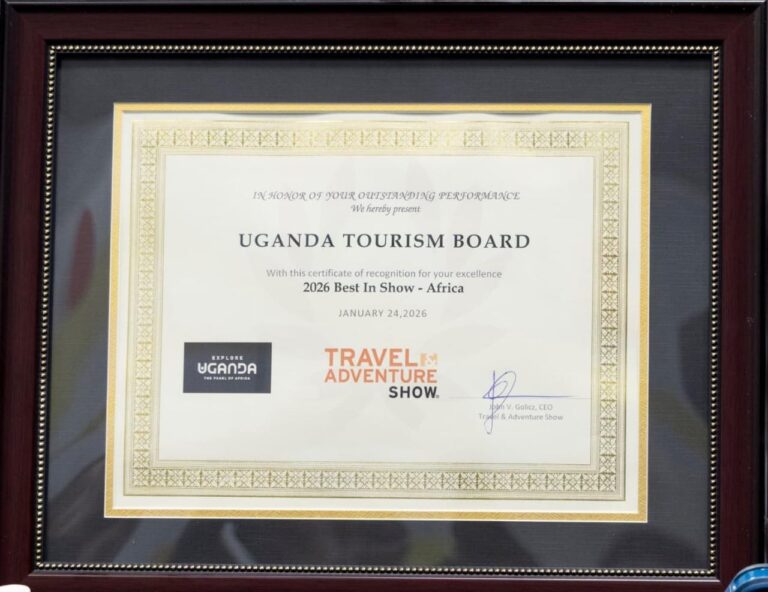 IN HONOR OF YOUR OUTSTANDING PERFORMANCE
We hereby present
UGANDA TOURISM BOARD
With this certificate of recognition for your excellence
2026 Best In Show - Africa
JANUARY 24,2026
EXPLORE
UGANDA
THE PEARL OF AFRICA
TRAVEL &
ADVENTURE
SHOW®
John V. Golicz, CEO
Travel & Adventure Show